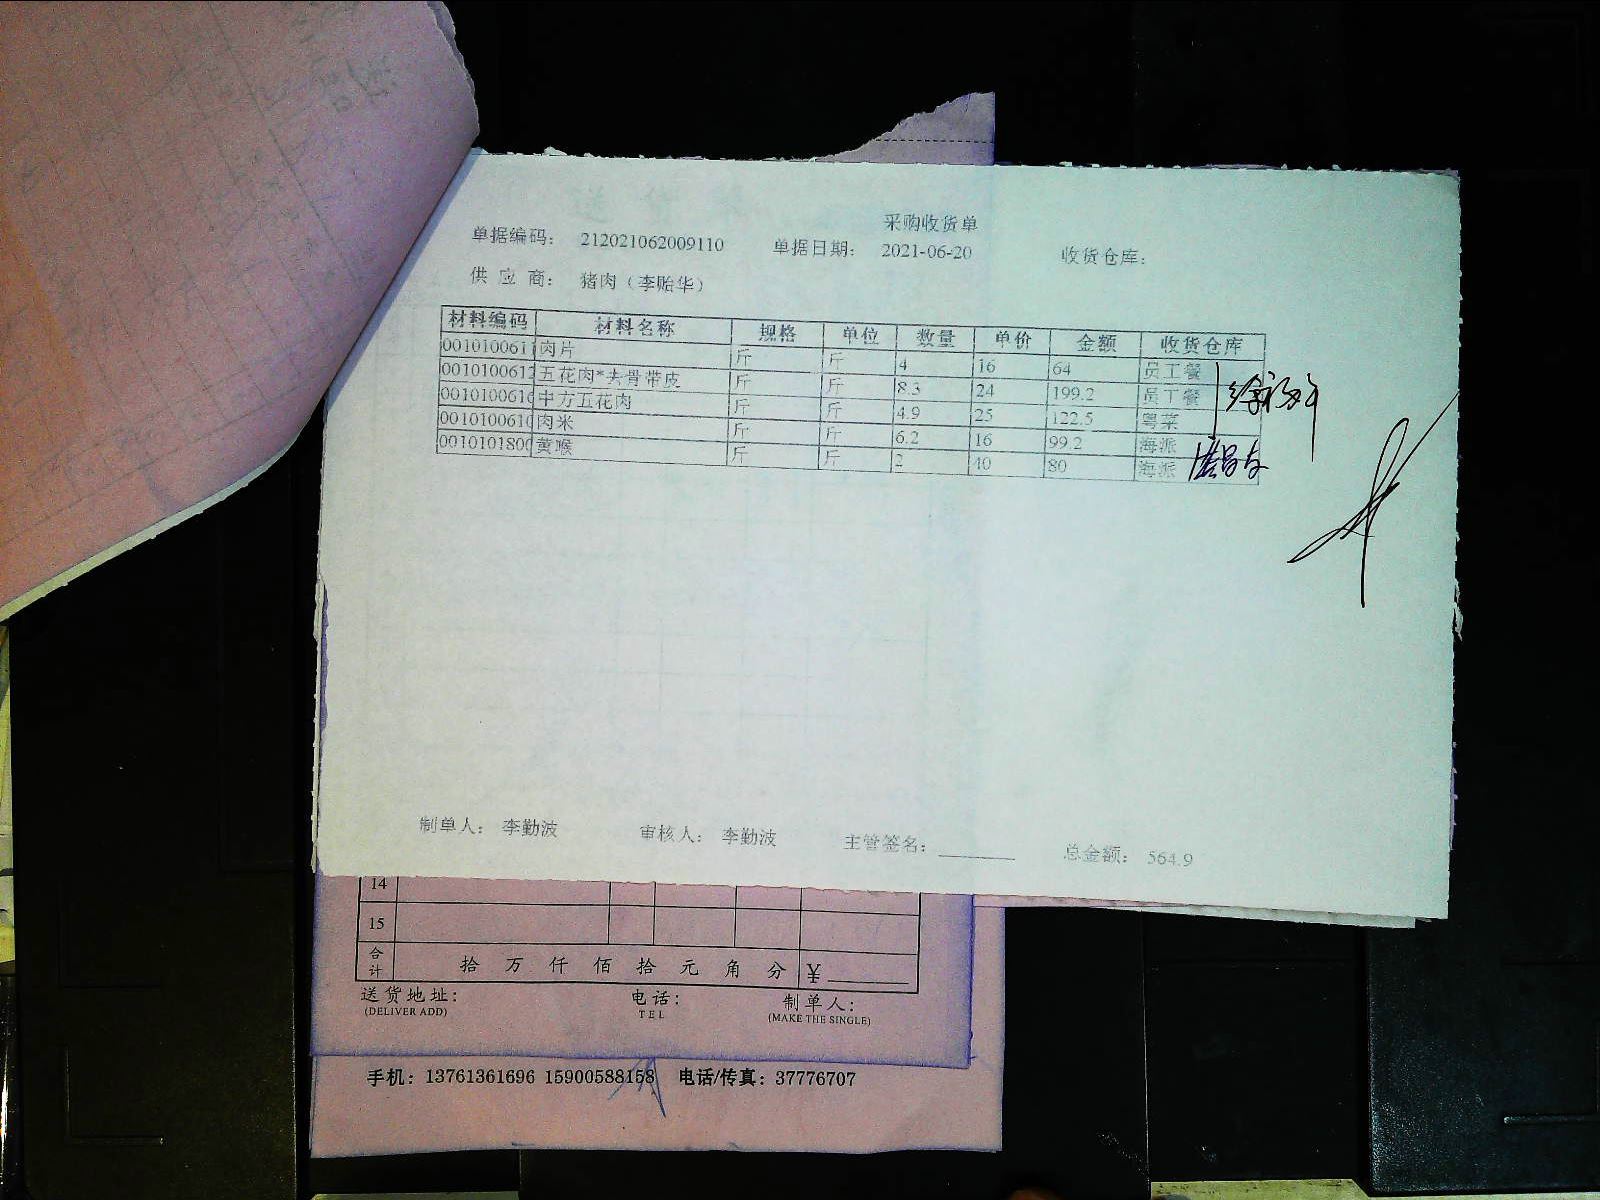 采购收货单
单据编码: 212021062009110 单据日期: 2021-06-20 收货仓库:
供应商: 猪肉（李贻华）
材料编码 材料名称 规格 单位 数量 单价 金额 收货仓库
0010100611 肉片 斤 斤 4 16 64 员工餐
0010100612 五花肉*去骨带皮 斤 斤 8.3 24 199.2 员工餐
001010061 中方五花肉 斤 斤 4.9 25 122.5 粤菜
001010061 肉米 斤 斤 6.2 16 99.2 海派
0010101800 黄喉 斤 斤 2 40 80 海派
制单人: 李勤波 审核人: 李勤波 主管签名: 总金额: 564.9
14
15
合计 拾 万 仟 佰 拾 元 角 分 ¥
送货地址: 电话: 制单人:
(DELIVER ADD) TEL (MAKE THE SINGLE)
手机: 13761361696 15900588158 电话/传真: 37776707